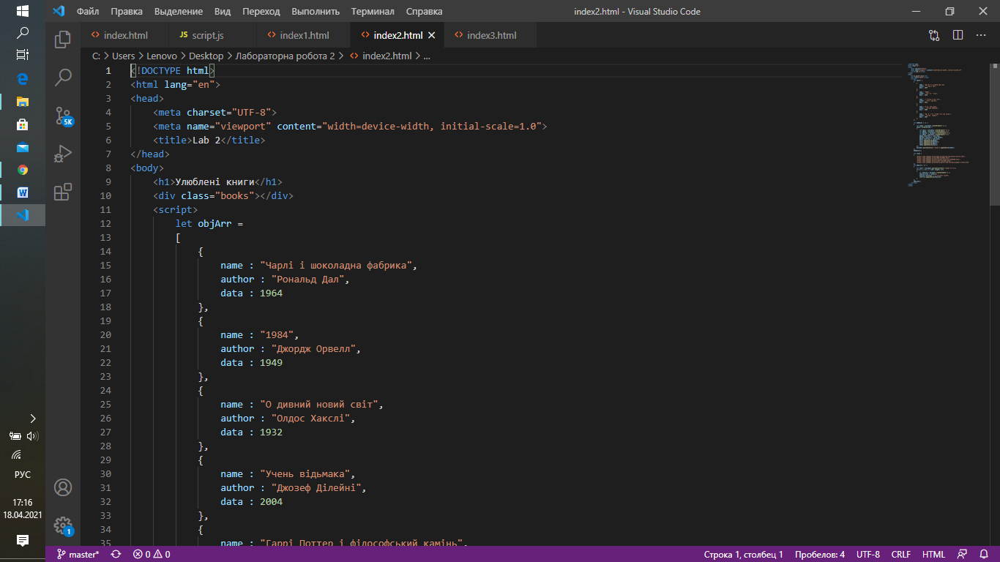 Файл Правка Выделение Вид Переход Выполнить Терминал Справка index2.html - Visual Studio Code
index.html JS script.js index1.html index2.html index3.html
C: > Users > Lenovo > Desktop > Лабораторна робота 2 > index2.html > ...
1 <!DOCTYPE html>
2 <html lang="en">
3 <head>
4 <meta charset="UTF-8">
5 <meta name="viewport" content="width=device-width, initial-scale=1.0">
6 <title>Lab 2</title>
7 </head>
8 <body>
9 <h1>Улюблені книги</h1>
10 <div class="books"></div>
11 <script>
12 let objArr =
13 [
14 {
15 name : "Чарлі і шоколадна фабрика",
16 author : "Рональд Дал",
17 data : 1964
18 },
19 {
20 name : "1984",
21 author : "Джордж Орвелл",
22 data : 1949
23 },
24 {
25 name : "О дивний новий світ",
26 author : "Олдос Хакслі",
27 data : 1932
28 },
29 {
30 name : "Учень відьмака",
31 author : "Джозеф Ділейні",
32 data : 2004
33 },
34 {
35 name : "Гаррі Поттер і філософський камінь",
5K
1
W
РУС
17:16
18.04.2021
master* 0 0 Строка 1, столбец 1 Пробелов: 4 UTF-8 CRLF HTML